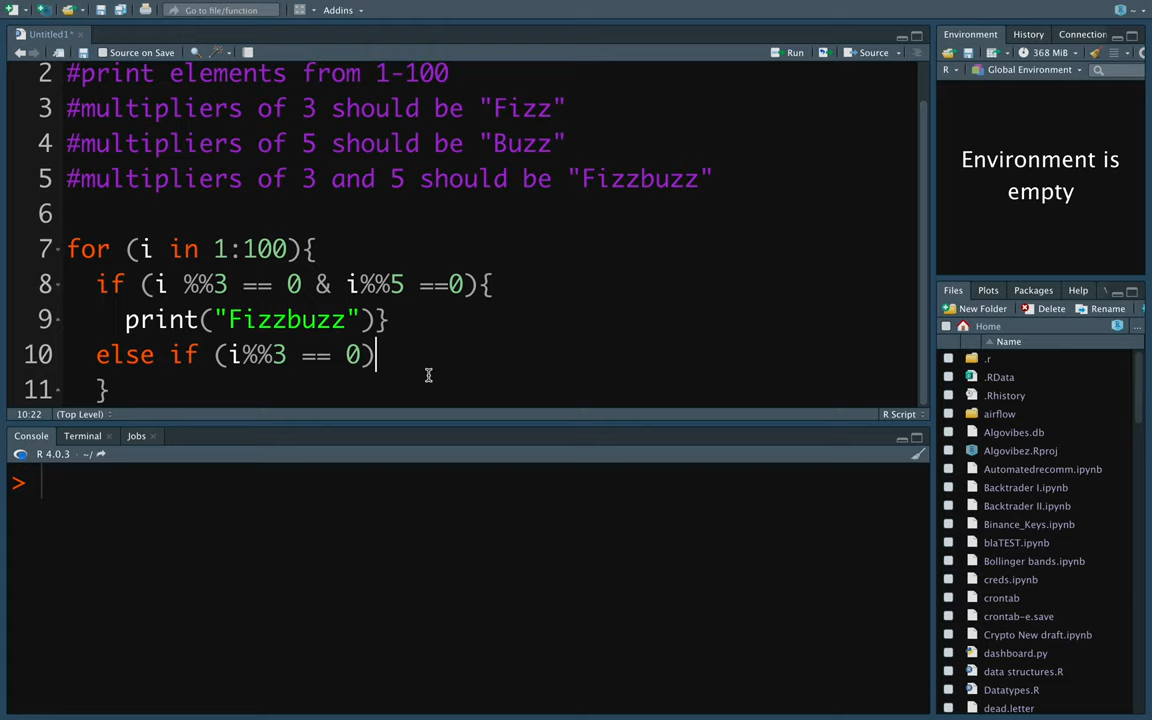 Go to file/function
Addins
~
Untitled1*
Source on Save
Run
Source
2 #print elements from 1-100
3 #multipliers of 3 should be "Fizz"
4 #multipliers of 5 should be "Buzz"
5 #multipliers of 3 and 5 should be "Fizzbuzz"
6
7 for (i in 1:100){
8 if (i %%3 == 0 & i%%5 ==0){
9 print("Fizzbuzz")}
10 else if (i%%3 == 0)
11 }
10:22
(Top Level)
R Script
Console
Terminal
Jobs
R 4.0.3 · ~/
>
Environment
History
Connection
368 MiB
R
Global Environment
Environment is
empty
Files
Plots
Packages
Help
New Folder
Delete
Rename
Home
...
Name
.r
.RData
.Rhistory
airflow
Algovibes.db
Algovibez.Rproj
Automatedrecomm.ipynb
Backtrader I.ipynb
Backtrader II.ipynb
Binance_Keys.ipynb
blaTEST.ipynb
Bollinger bands.ipynb
creds.ipynb
crontab
crontab-e.save
Crypto New draft.ipynb
dashboard.py
data structures.R
Datatypes.R
dead.letter